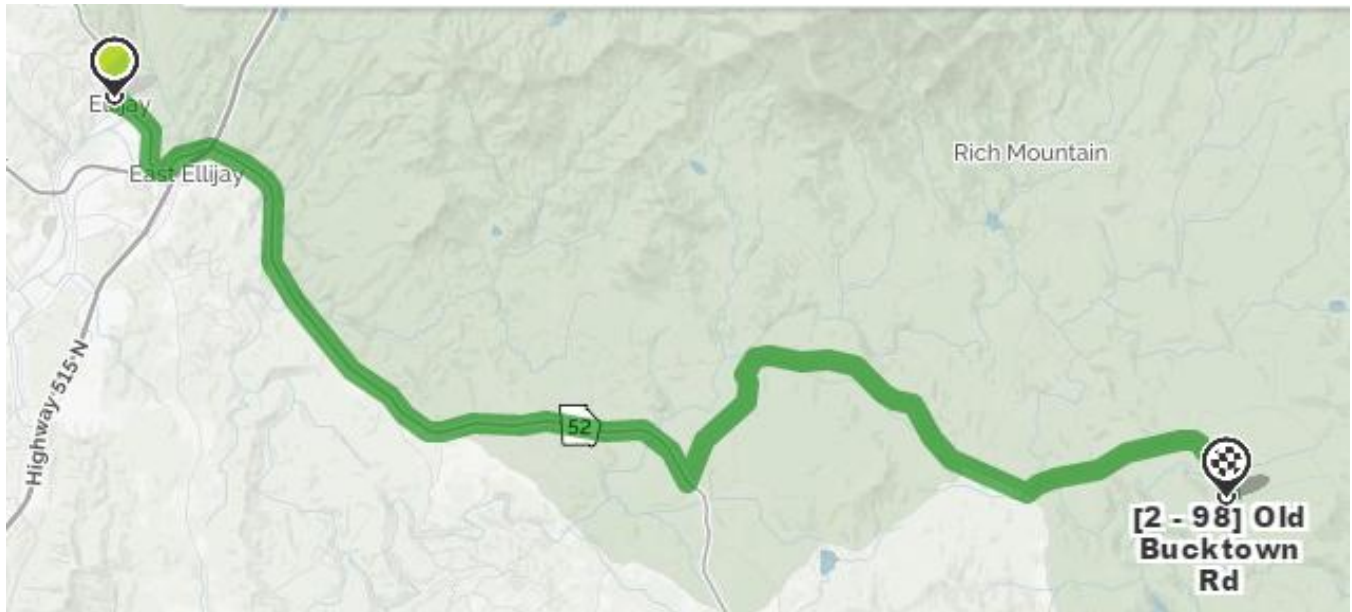 Ellijay
East Ellijay
Rich Mountain
Highway 515 N
52
[2 - 98] Old
Bucktown
Rd